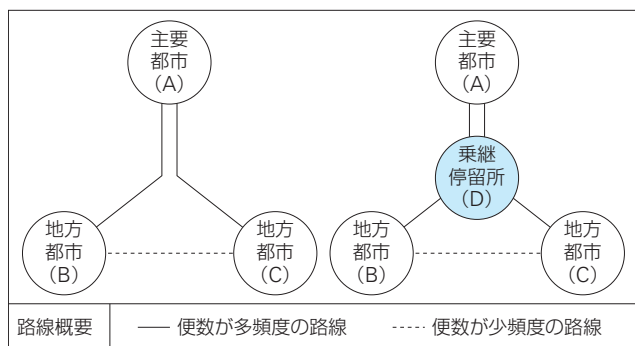 主要
都市
（A）
地方
都市
（B）
地方
都市
（C）
主要
都市
（A）
乗継
停留所
（D）
地方
都市
（B）
地方
都市
（C）
路線概要
便数が多頻度の路線
便数が少頻度の路線